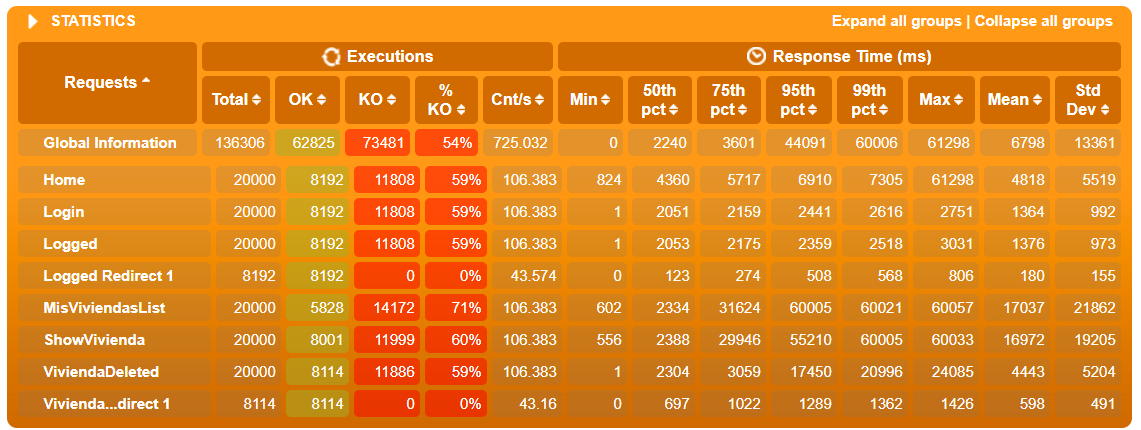 STATISTICS Expand all groups | Collapse all groups
Requests Executions Response Time (ms)
Total OK KO % KO Cnt/s Min 50th pct 75th pct 95th pct 99th pct Max Mean Std Dev
Global Information 136306 62825 73481 54% 725.032 0 2240 3601 44091 60006 61298 6798 13361
Home 20000 8192 11808 59% 106.383 824 4360 5717 6910 7305 61298 4818 5519
Login 20000 8192 11808 59% 106.383 1 2051 2159 2441 2616 2751 1364 992
Logged 20000 8192 11808 59% 106.383 1 2053 2175 2359 2518 3031 1376 973
Logged Redirect 1 8192 8192 0 0% 43.574 0 123 274 508 568 806 180 155
MisViviendasList 20000 5828 14172 71% 106.383 602 2334 31624 60005 60021 60057 17037 21862
ShowVivienda 20000 8001 11999 60% 106.383 556 2388 29946 55210 60005 60033 16972 19205
ViviendaDeleted 20000 8114 11886 59% 106.383 1 2304 3059 17450 20996 24085 4443 5204
Vivienda...direct 1 8114 8114 0 0% 43.16 0 697 1022 1289 1362 1426 598 491